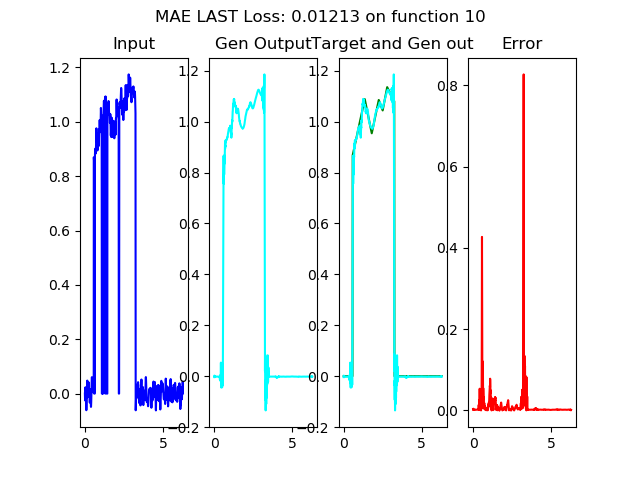 MAE LAST Loss: 0.01213 on function 10
Input Gen Output Target and Gen out Error
1.2 1.2 1.2 0.8
1.0 1.0 1.0
0.8 0.8 0.8 0.6
0.6 0.6 0.6
0.4 0.4 0.4 0.4
0.2 0.2 0.2 0.2
0.0 0.0 0.0 0.0
−0.2 −0.2
0 5 0 5 0 5 0 5